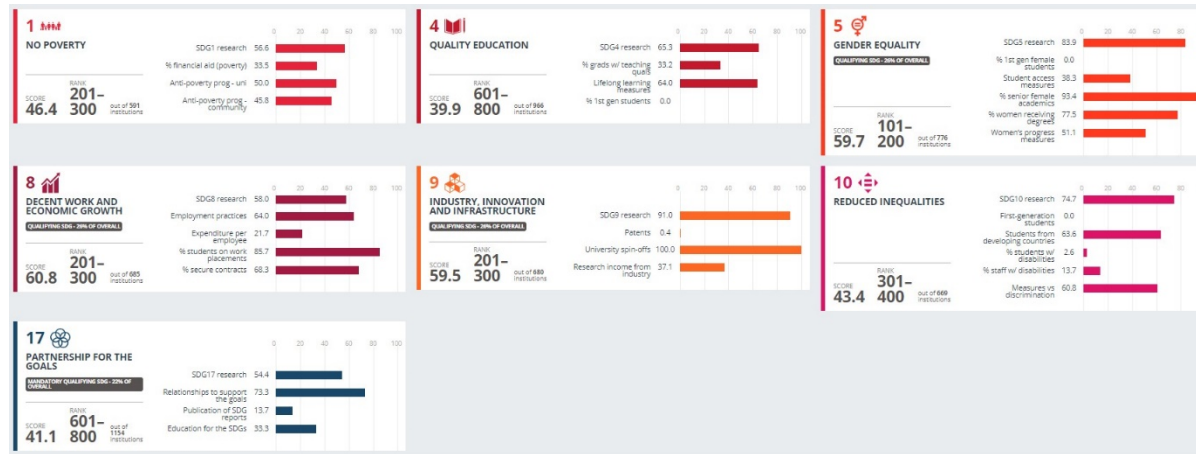 1
NO POVERTY
SCORE
46.4
RANK
201–
300
out of 591
institutions
0 20 40 60 80 100
SDG1 research 56.6
% financial aid (poverty) 33.5
Anti-poverty prog - uni 50.0
Anti-poverty prog -
community 45.8
4
QUALITY EDUCATION
SCORE
39.9
RANK
601–
800
out of 966
institutions
0 20 40 60 80 100
SDG4 research 65.3
% grads w/ teaching
quals 33.2
Lifelong learning
measures 64.0
% 1st gen students 0.0
5
GENDER EQUALITY
QUALIFYING SDG - 26% OF OVERALL
SCORE
59.7
RANK
101–
200
out of 776
institutions
0 20 40 60 80
SDG5 research 83.9
% 1st gen female
students 0.0
Student access
measures 38.3
% senior female
academics 93.4
% women receiving
degrees 77.5
Women's progress
measures 51.1
8
DECENT WORK AND
ECONOMIC GROWTH
QUALIFYING SDG - 26% OF OVERALL
SCORE
60.8
RANK
201–
300
out of 685
institutions
0 20 40 60 80 100
SDG8 research 58.0
Employment practices 64.0
Expenditure per
employee 21.7
% students on work
placements 85.7
% secure contracts 68.3
9
INDUSTRY, INNOVATION
AND INFRASTRUCTURE
QUALIFYING SDG - 26% OF OVERALL
SCORE
59.5
RANK
201–
300
out of 680
institutions
0 20 40 60 80 100
SDG9 research 91.0
Patents 0.4
University spin-offs 100.0
Research income from
industry 37.1
10
REDUCED INEQUALITIES
SCORE
43.4
RANK
301–
400
out of 669
institutions
0 20 40 60 80
SDG10 research 74.7
First-generation
students 0.0
Students from
developing countries 63.6
% students w/
disabilities 2.6
% staff w/ disabilities 13.7
Measures vs
discrimination 60.8
17
PARTNERSHIP FOR THE
GOALS
MANDATORY QUALIFYING SDG - 22% OF
OVERALL
SCORE
41.1
RANK
601–
800
out of
1154
institutions
0 20 40 60 80 100
SDG17 research 54.4
Relationships to support
the goals 73.3
Publication of SDG
reports 13.7
Education for the SDGs 33.3